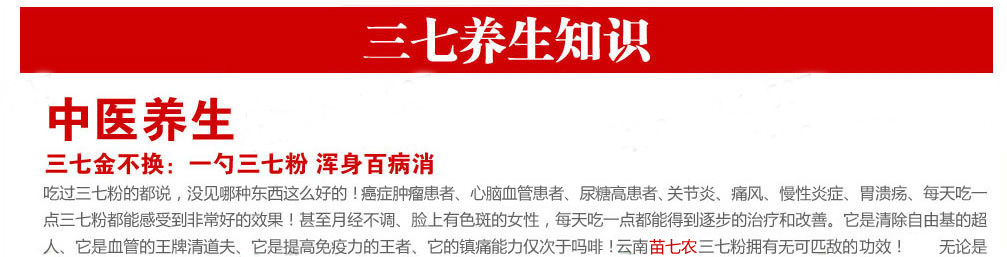 三七养生知识
中医养生
三七金不换：一勺三七粉 浑身百病消
吃过三七粉的都说，没见哪种东西这么好的！癌症肿瘤患者、心脑血管患者、尿糖高患者、关节炎、痛风、慢性炎症、胃溃疡、每天吃一
点三七粉都能感受到非常好的效果！甚至月经不调、脸上有色斑的女性，每天吃一点都能得到逐步的治疗和改善。它是清除自由基的超
人、它是血管的王牌清道夫、它是提高免疫力的王者、它的镇痛能力仅次于吗啡！云南苗七农三七粉拥有无可匹敌的功效！ 无论是